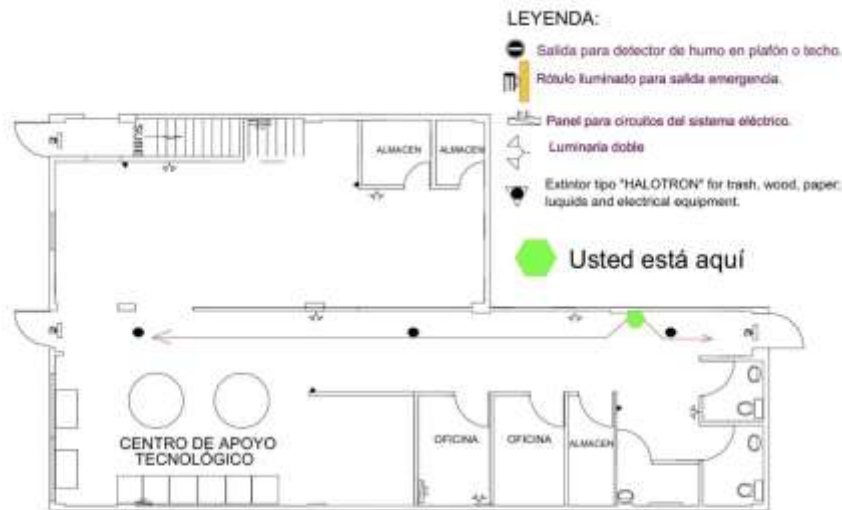 LEYENDA:
Salida para detector de humo en plafón o techo.
Rótulo iluminado para salida emergencia.
Panel para circuitos del sistema eléctrico.
Luminaria doble
Extintor tipo "HALOTRON" for trash, wood, paper,
luquids and electrical equipment.
Usted está aquí
SUBE
ALMACEN
ALMACEN
CENTRO DE APOYO
TECNOLÓGICO
OFICINA
OFICINA
ALMACEN